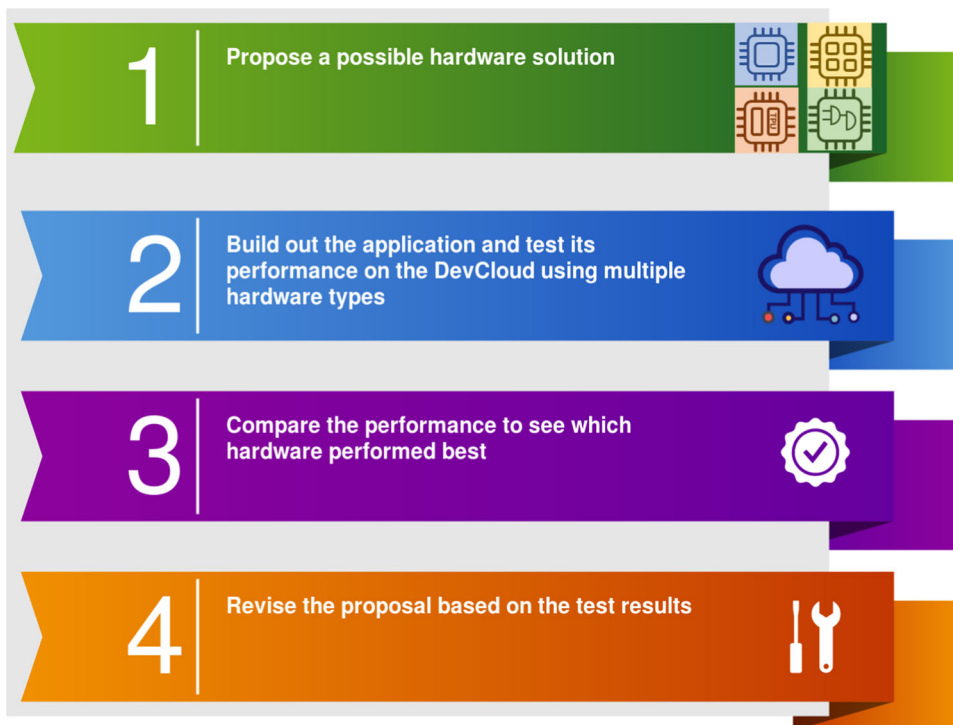 1
Propose a possible hardware solution
TPU
2
Build out the application and test its
performance on the DevCloud using multiple
hardware types
3
Compare the performance to see which
hardware performed best
4
Revise the proposal based on the test results